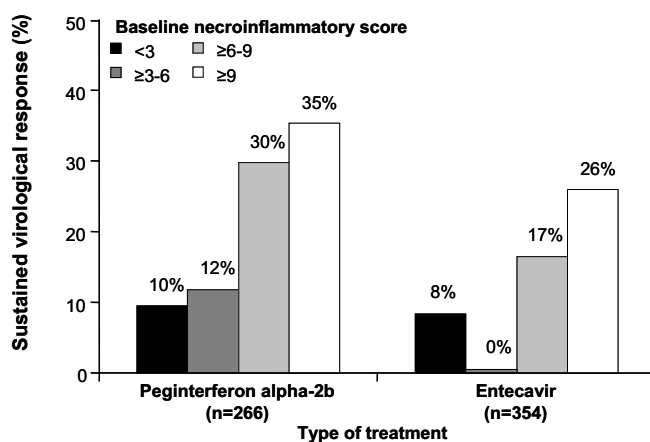 Baseline necroinflammatory score
<3
≥6-9
≥3-6
≥9
Sustained virological response (%)
50
40
30
20
10
0
10%
12%
30%
35%
8%
0%
17%
26%
Peginterferon alpha-2b
(n=266)
Entecavir
(n=354)
Type of treatment